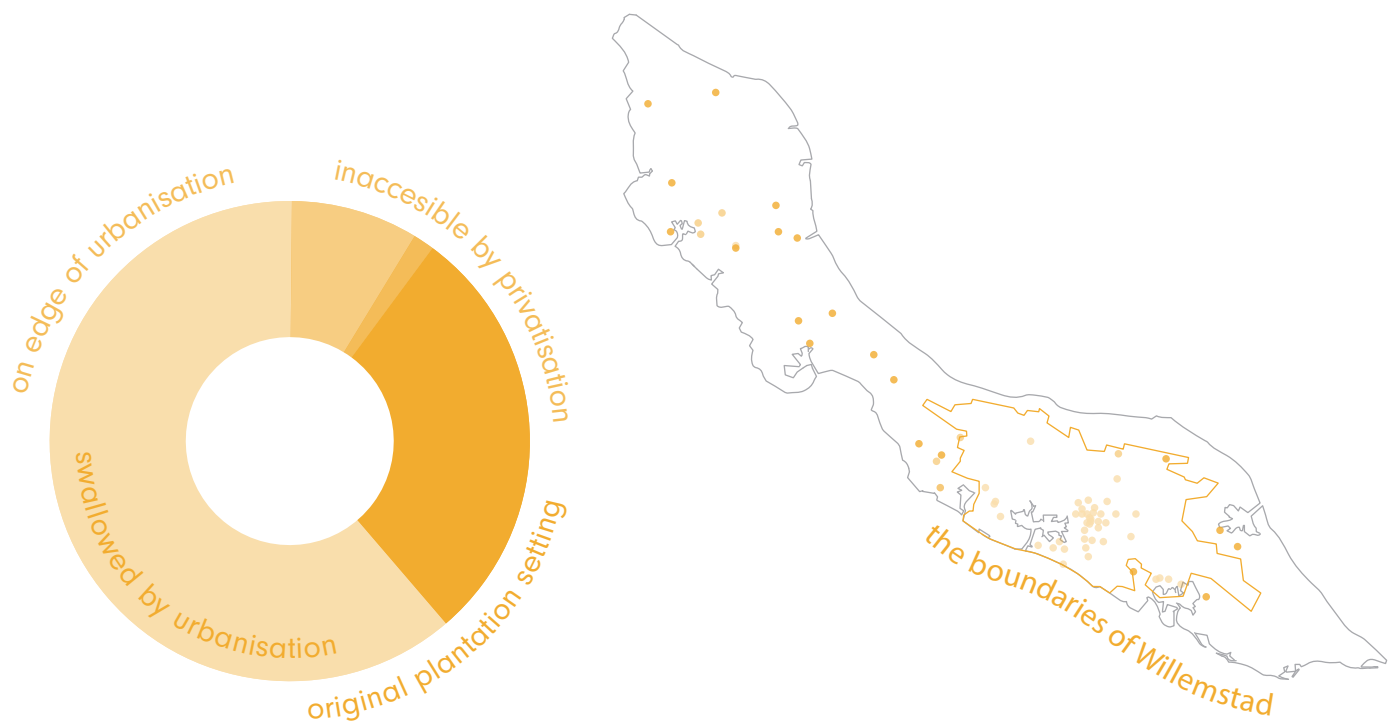 on edge of urbanisation
inaccesible by privatisation
swallowed by urbanisation
original plantation setting
the boundaries of Willemstad